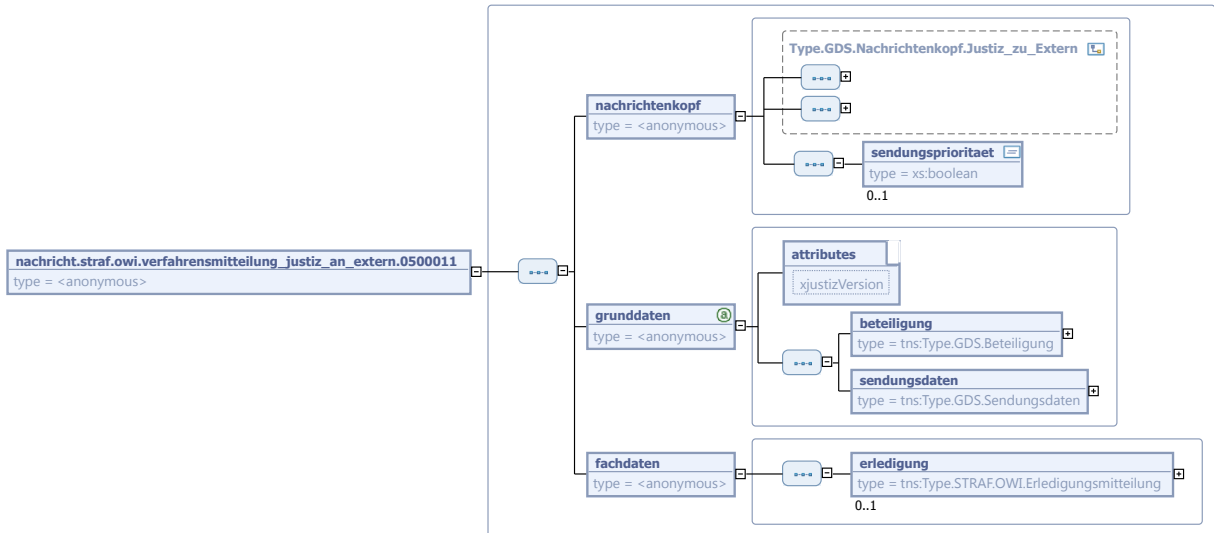 Type.GDS.Nachrichtenkopf.Justiz_zu_Extern
nachrichtenkopf
type = <anonymous>
sendungsprioritaet
type = xs:boolean
0..1
nachricht.straf.owi.verfahrensmitteilung_justiz_an_extern.0500011
type = <anonymous>
attributes
xjustizVersion
grunddaten
type = <anonymous>
beteiligung
type = tns:Type.GDS.Beteiligung
sendungsdaten
type = tns:Type.GDS.Sendungsdaten
fachdaten
type = <anonymous>
erledigung
type = tns:Type.STRAF.OWI.Erledigungsmitteilung
0..1